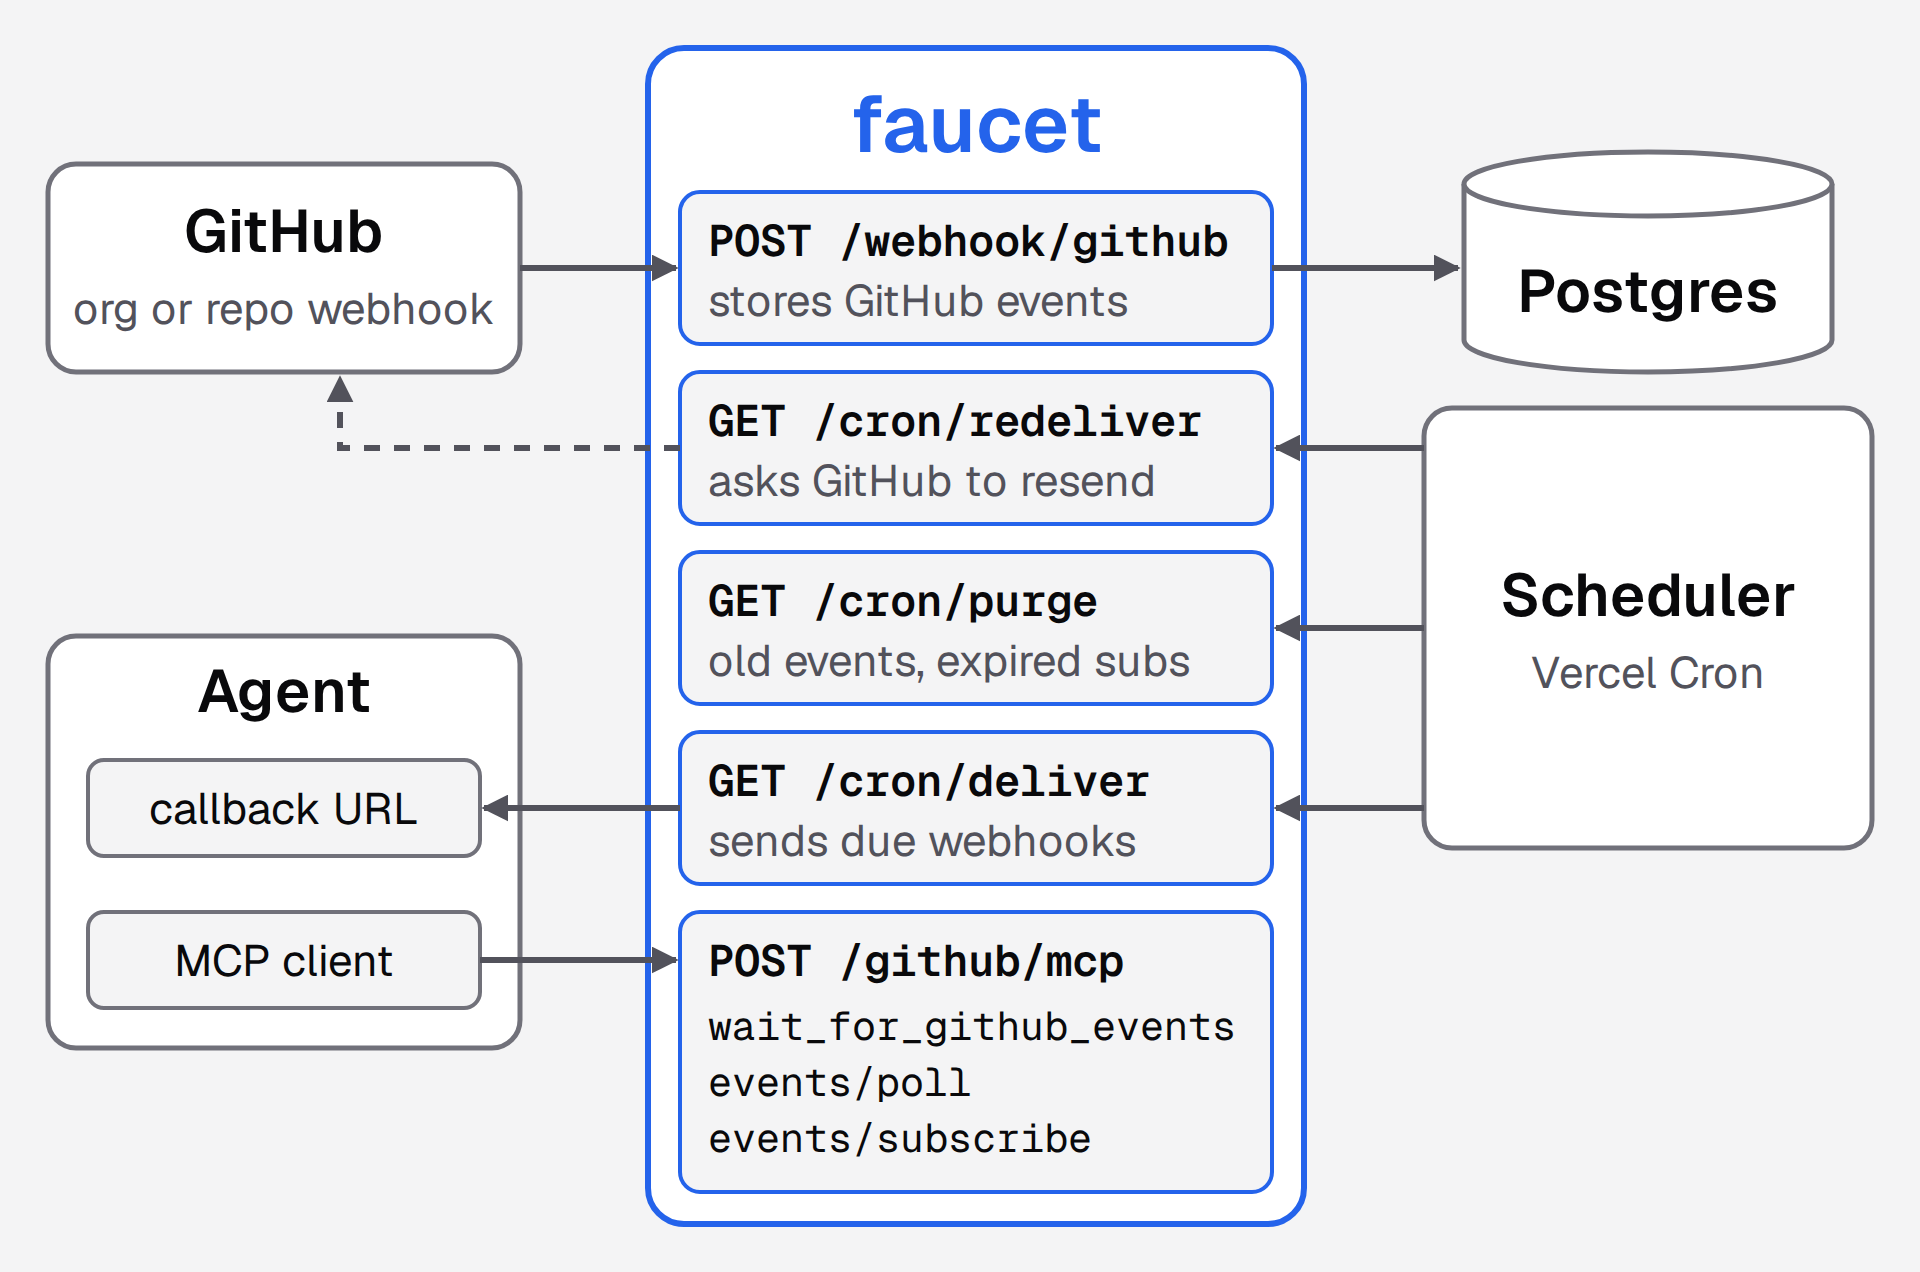 faucet
GitHub
org or repo webhook
POST /webhook/github
stores GitHub events
Postgres
GET /cron/redeliver
asks GitHub to resend
GET /cron/purge
old events, expired subs
Scheduler
Vercel Cron
Agent
callback URL
MCP client
GET /cron/deliver
sends due webhooks
POST /github/mcp
wait_for_github_events
events/poll
events/subscribe